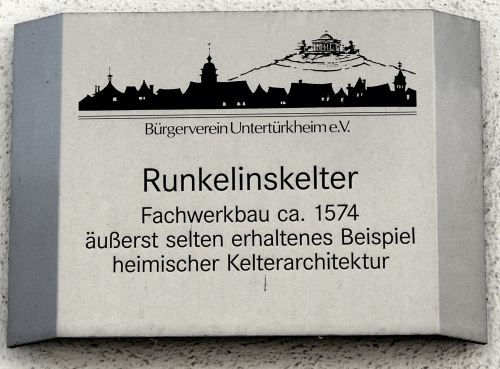 Bürgerverein Untertürkheim e.V.
Runkelinskelter
Fachwerkbau ca. 1574
äußerst selten erhaltenes Beispiel
heimischer Kelterarchitektur